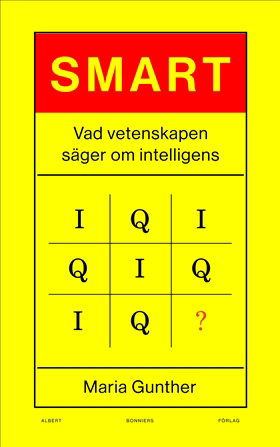 SMART
Vad vetenskapen
säger om intelligens
I Q I
Q I Q
I Q ?
Maria Gunther
ALBERT BONNIERS FÖRLAG